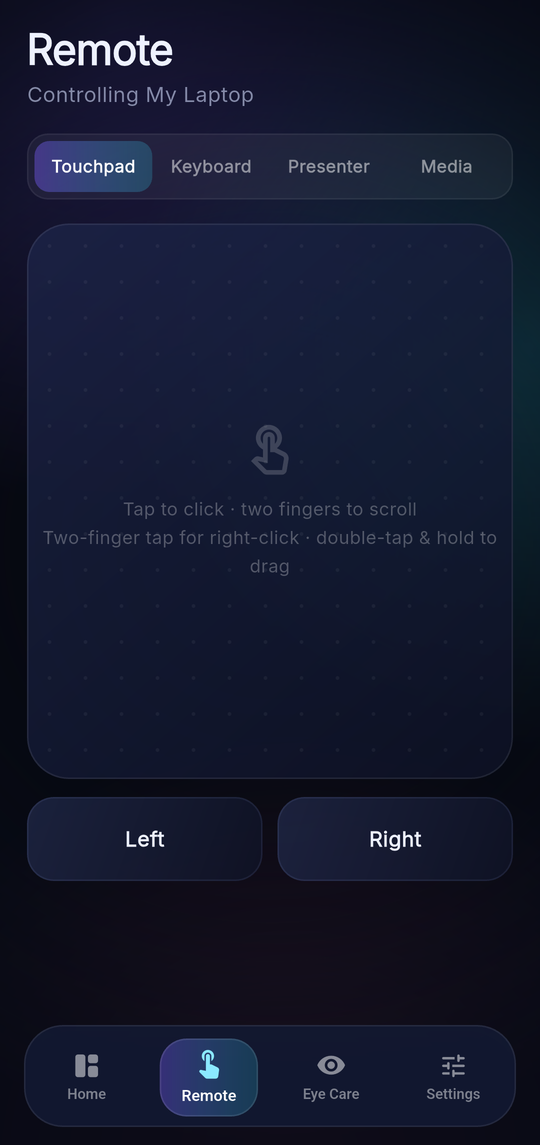 Remote
Controlling My Laptop
Touchpad Keyboard Presenter Media
Tap to click · two fingers to scroll
Two-finger tap for right-click · double-tap & hold to
drag
Left Right
Home Remote Eye Care Settings